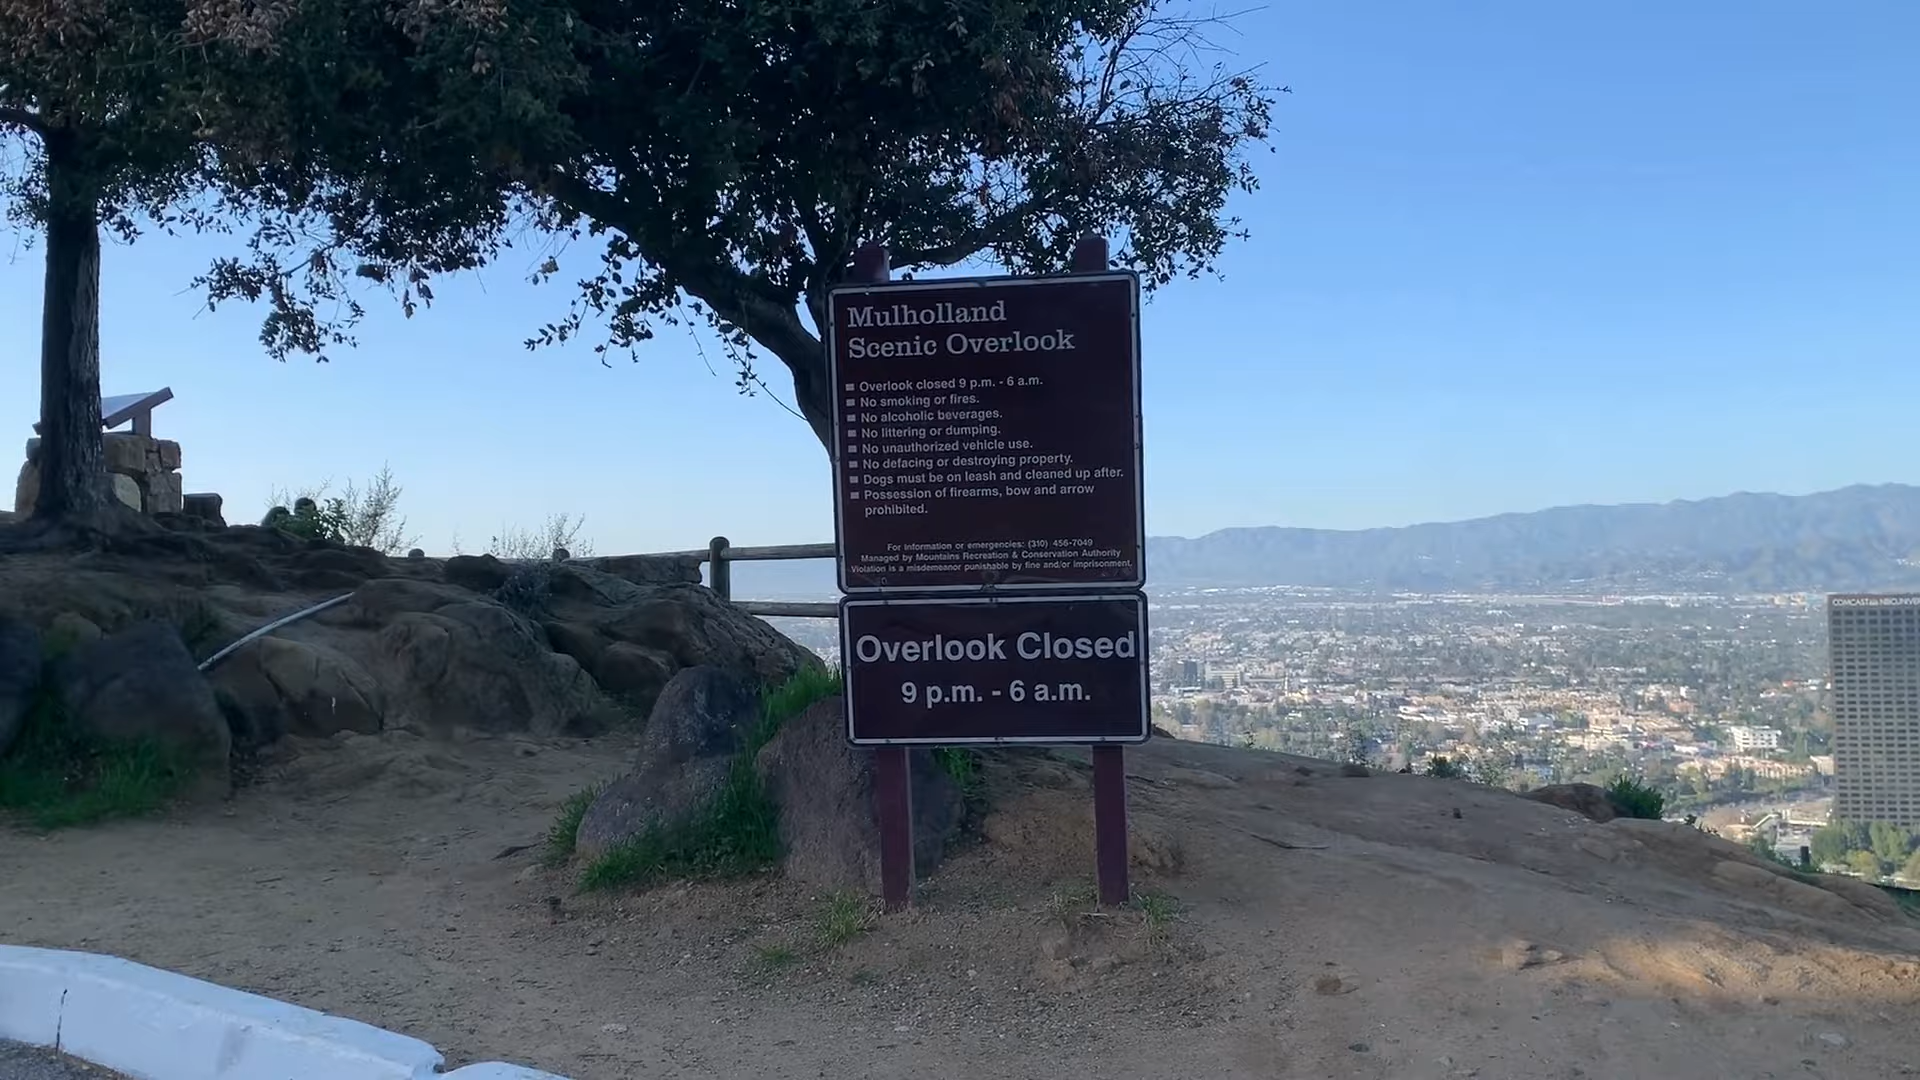 Mulholland
Scenic Overlook
Overlook closed 9 p.m. - 6 a.m.
No smoking or fires.
No alcoholic beverages.
No littering or dumping.
No unauthorized vehicle use.
No defacing or destroying property.
Dogs must be on leash and cleaned up after.
Possession of firearms, bow and arrow
prohibited.
For information or emergencies: (310) 456-7049
Managed by Mountains Recreation & Conservation Authority
Violation is a misdemeanor punishable by fine and/or imprisonment.
Overlook Closed
9 p.m. - 6 a.m.
COMCAST